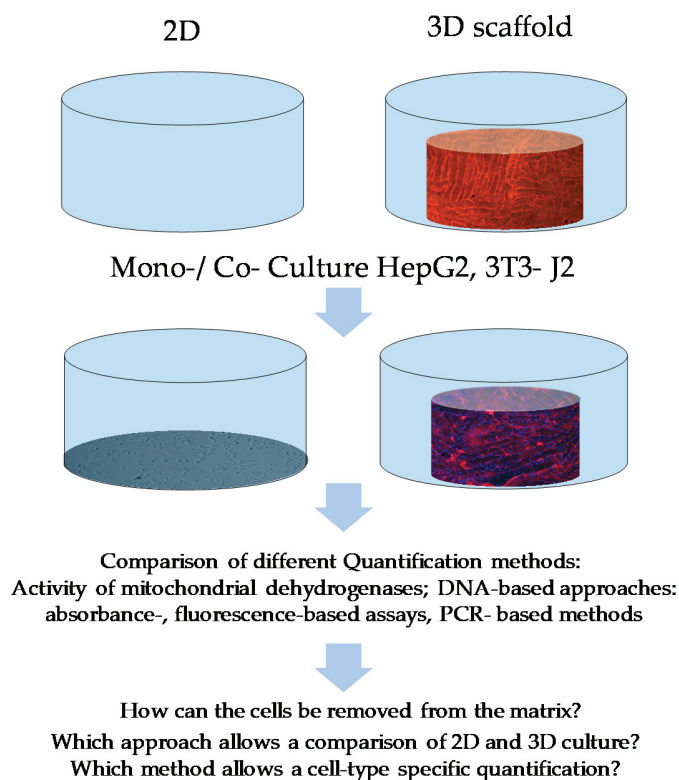 2D
3D scaffold
Mono-/ Co- Culture HepG2, 3T3- J2
Comparison of different Quantification methods:
Activity of mitochondrial dehydrogenases; DNA-based approaches:
absorbance-, fluorescence-based assays, PCR- based methods
How can the cells be removed from the matrix?
Which approach allows a comparison of 2D and 3D culture?
Which method allows a cell-type specific quantification?